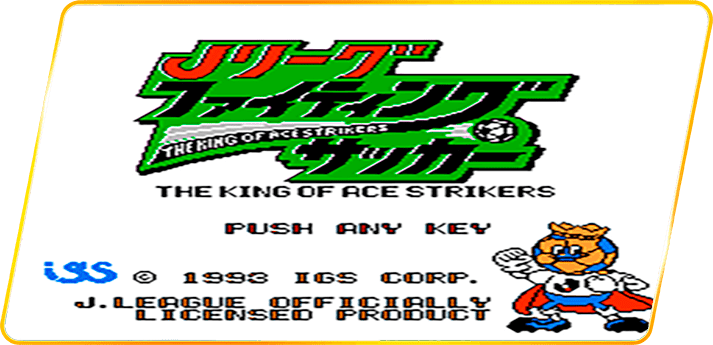 Jリーグ
ファイティング
THE KING OF ACE STRIKERS
サッカー
THE KING OF ACE STRIKERS
PUSH ANY KEY
igs © 1993 IGS CORP.
J.LEAGUE OFFICIALLY
LICENSED PRODUCT